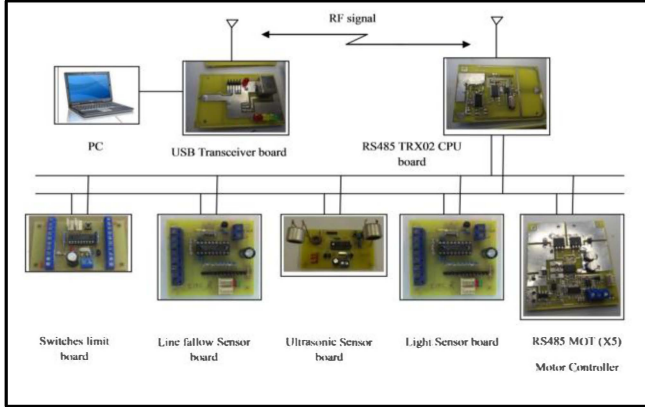 RF signal
PC
USB Transceiver board
RS485 TRX02 CPU
board
Switches limit
board
Line fallow Sensor
board
Ultrasonic Sensor
board
Light Sensor board
RS485 MOT (X5)
Motor Controller